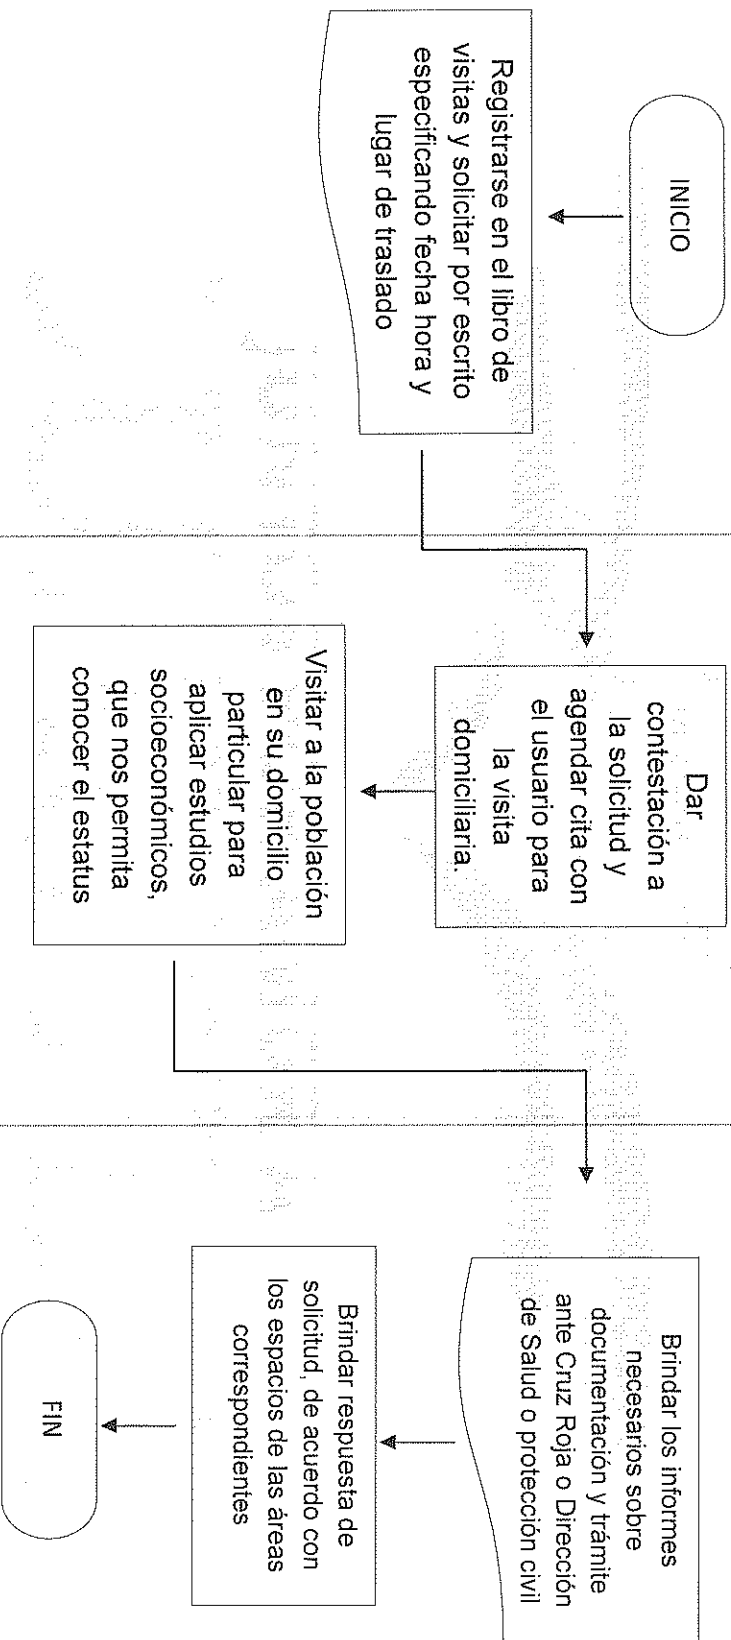 INICIO
Registrarse en el libro de
visitas y solicitar por escrito
especificando fecha hora y
lugar de traslado
Dar
contestación a
la solicitud y
agendar cita con
el usuario para
la visita
domiciliaria.
Visitar a la población
en su domicilio
particular para
aplicar estudios
socioeconómicos,
que nos permita
conocer el estatus
Brindar los informes
necesarios sobre
documentación y trámite
ante Cruz Roja o Dirección
de Salud o protección civil
Brindar respuesta de
solicitud, de acuerdo con
los espacios de las áreas
correspondientes
FIN